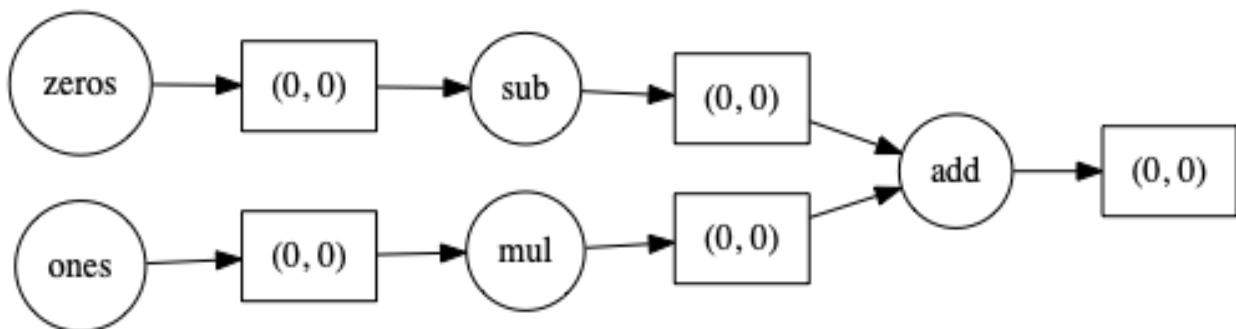 zeros
(0, 0)
sub
(0, 0)
add
(0, 0)
ones
(0, 0)
mul
(0, 0)